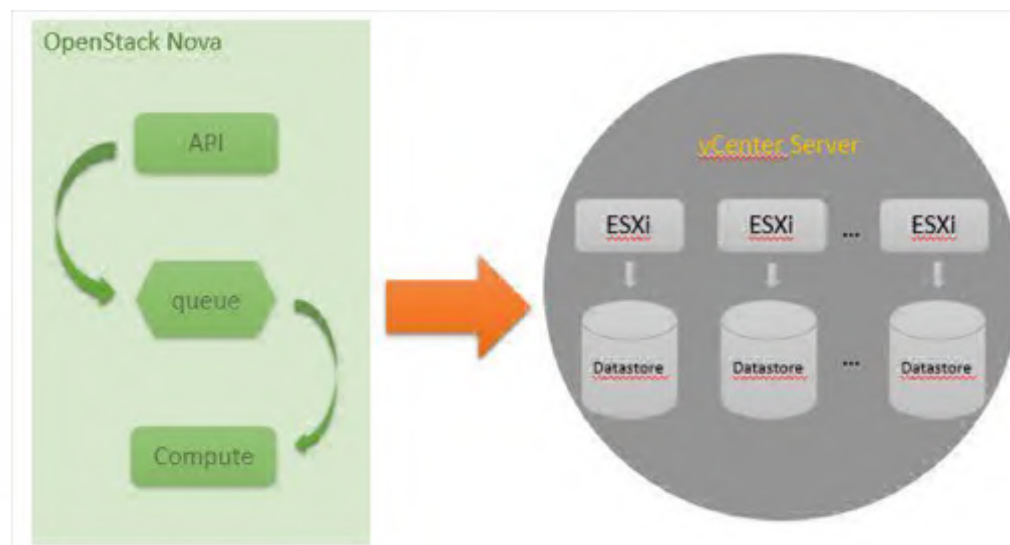 OpenStack Nova
API
queue
Compute
vCenter Server
ESXi ESXi ... ESXi
Datastore Datastore ... Datastore